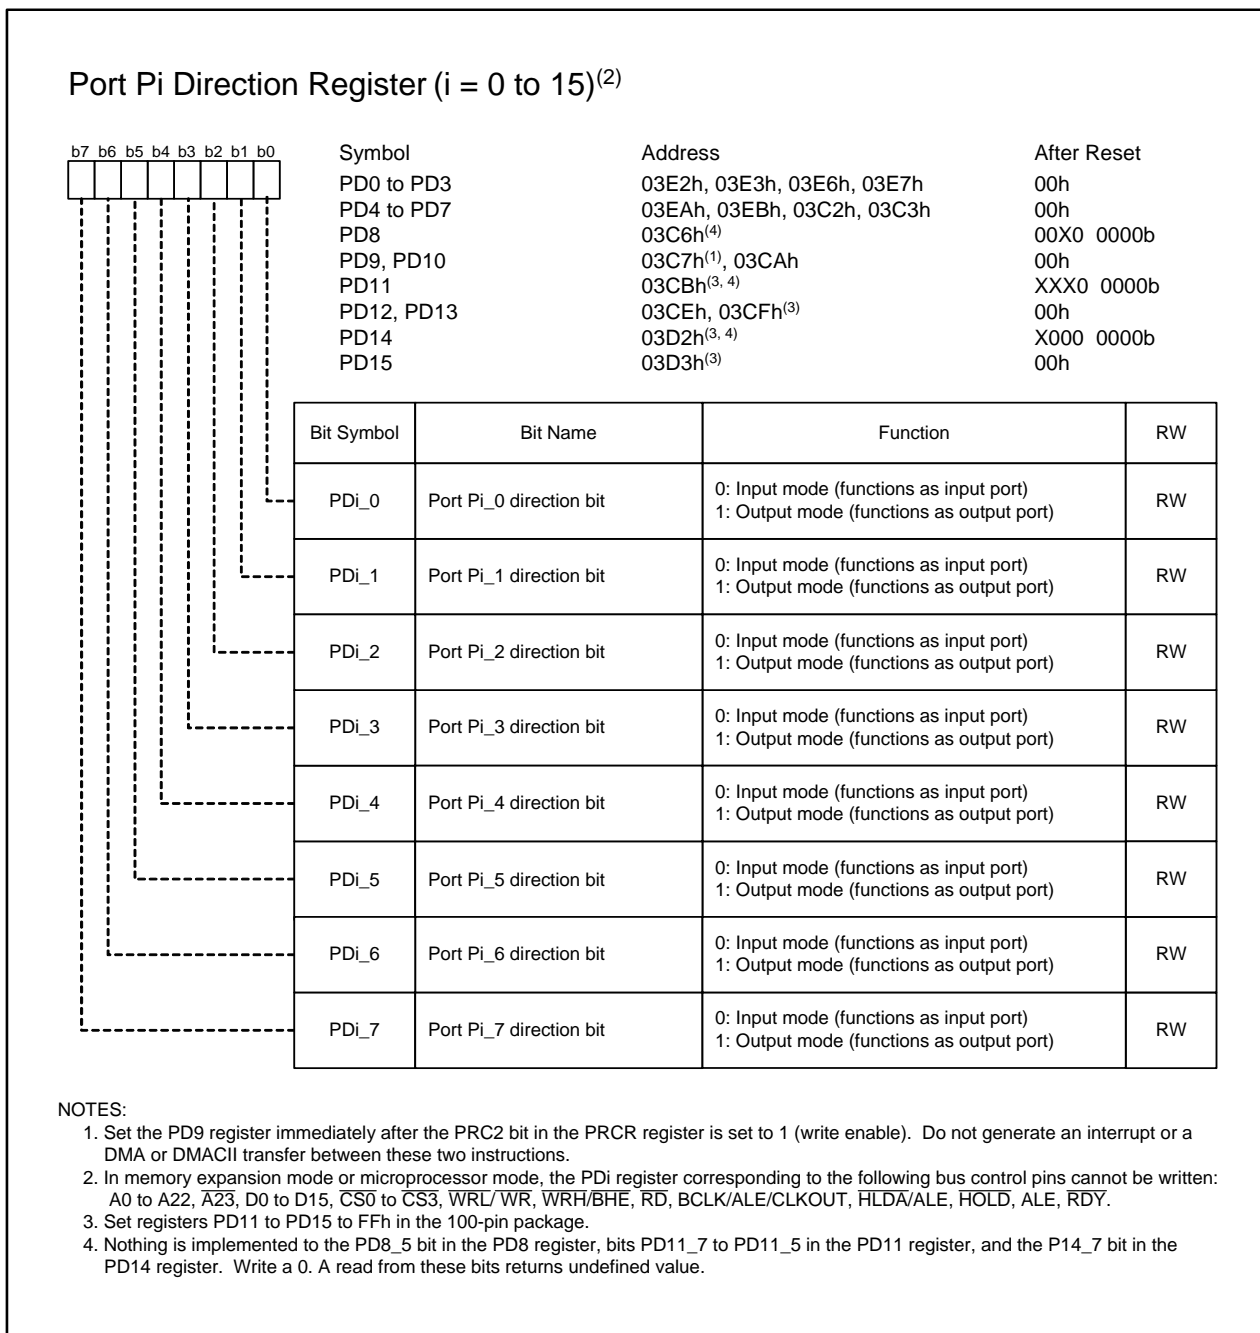 Port Pi Direction Register (i = 0 to 15)(2)
b7 b6 b5 b4 b3 b2 b1 b0
Symbol Address After Reset
PD0 to PD3 03E2h, 03E3h, 03E6h, 03E7h 00h
PD4 to PD7 03EAh, 03EBh, 03C2h, 03C3h 00h
PD8 03C6h(4) 00X0 0000b
PD9, PD10 03C7h(1), 03CAh 00h
PD11 03CBh(3, 4) XXX0 0000b
PD12, PD13 03CEh, 03CFh(3) 00h
PD14 03D2h(3, 4) X000 0000b
PD15 03D3h(3) 00h
Bit Symbol Bit Name Function RW
PDi_0 Port Pi_0 direction bit 0: Input mode (functions as input port)
1: Output mode (functions as output port) RW
PDi_1 Port Pi_1 direction bit 0: Input mode (functions as input port)
1: Output mode (functions as output port) RW
PDi_2 Port Pi_2 direction bit 0: Input mode (functions as input port)
1: Output mode (functions as output port) RW
PDi_3 Port Pi_3 direction bit 0: Input mode (functions as input port)
1: Output mode (functions as output port) RW
PDi_4 Port Pi_4 direction bit 0: Input mode (functions as input port)
1: Output mode (functions as output port) RW
PDi_5 Port Pi_5 direction bit 0: Input mode (functions as input port)
1: Output mode (functions as output port) RW
PDi_6 Port Pi_6 direction bit 0: Input mode (functions as input port)
1: Output mode (functions as output port) RW
PDi_7 Port Pi_7 direction bit 0: Input mode (functions as input port)
1: Output mode (functions as output port) RW
NOTES:
1. Set the PD9 register immediately after the PRC2 bit in the PRCR register is set to 1 (write enable). Do not generate an interrupt or a
DMA or DMACII transfer between these two instructions.
2. In memory expansion mode or microprocessor mode, the PDi register corresponding to the following bus control pins cannot be written:
A0 to A22, A̅2̅3̅, D0 to D15, C̅S̅0̅ to C̅S̅3̅, W̅R̅L̅/W̅R̅, W̅R̅H̅/B̅H̅E̅, R̅D̅, BCLK/ALE/CLKOUT, H̅L̅D̅A̅/ALE, H̅O̅L̅D̅, ALE, R̅D̅Y̅.
3. Set registers PD11 to PD15 to FFh in the 100-pin package.
4. Nothing is implemented to the PD8_5 bit in the PD8 register, bits PD11_7 to PD11_5 in the PD11 register, and the P14_7 bit in the
PD14 register. Write a 0. A read from these bits returns undefined value.